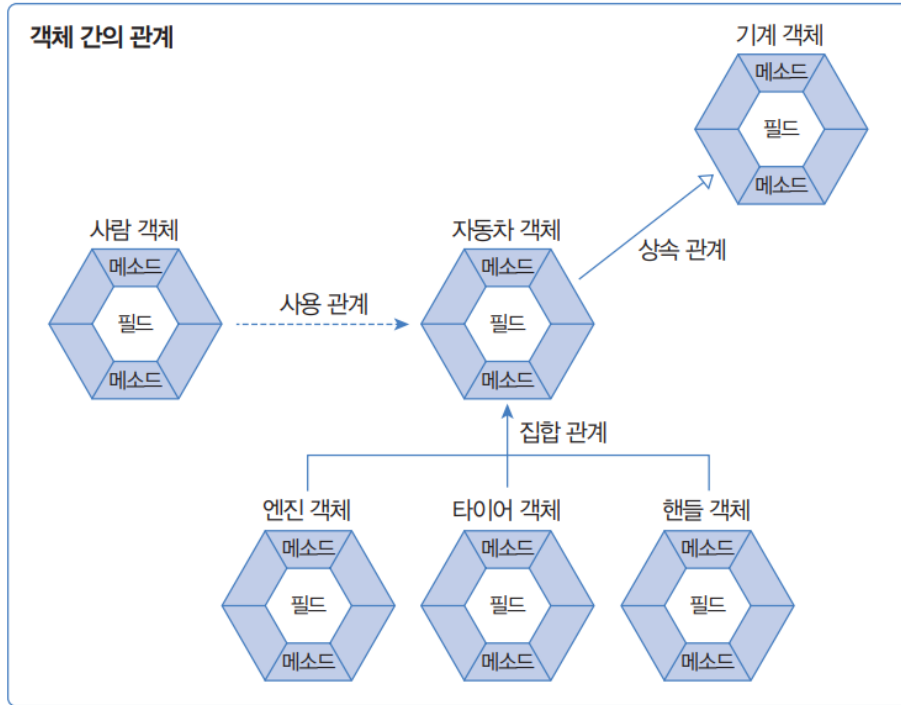 객체 간의 관계
기계 객체
메소드
필드
메소드
상속 관계
사람 객체
메소드
필드
메소드
사용 관계
자동차 객체
메소드
필드
메소드
집합 관계
엔진 객체
메소드
필드
메소드
타이어 객체
메소드
필드
메소드
핸들 객체
메소드
필드
메소드